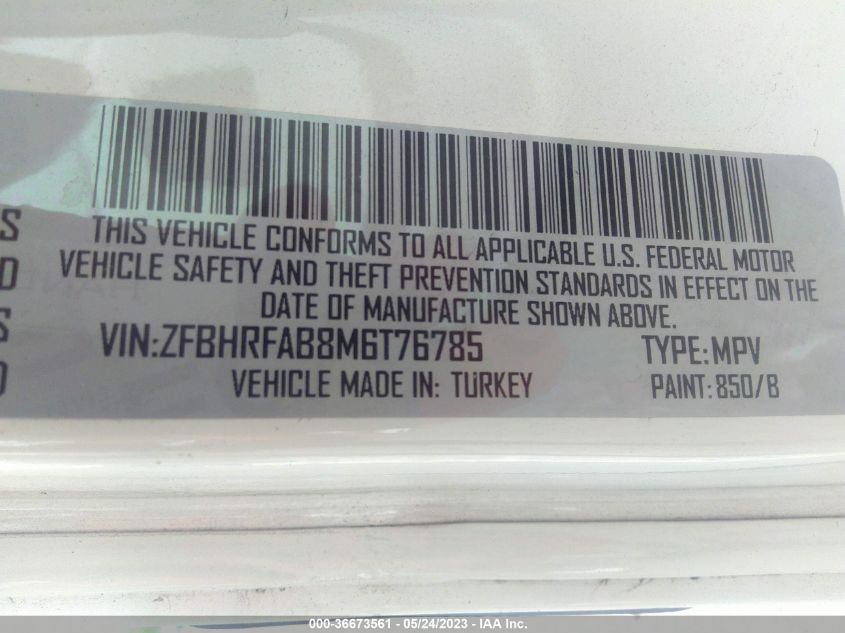 S
THIS VEHICLE CONFORMS TO ALL APPLICABLE U.S. FEDERAL MOTOR
D
VEHICLE SAFETY AND THEFT PREVENTION STANDARDS IN EFFECT ON THE
DATE OF MANUFACTURE SHOWN ABOVE.
S
VIN:ZFBHRFAB8M6T76785 TYPE:MPV
VEHICLE MADE IN: TURKEY PAINT: 850/B
000-36673561 - 05/24/2023 - IAA Inc.